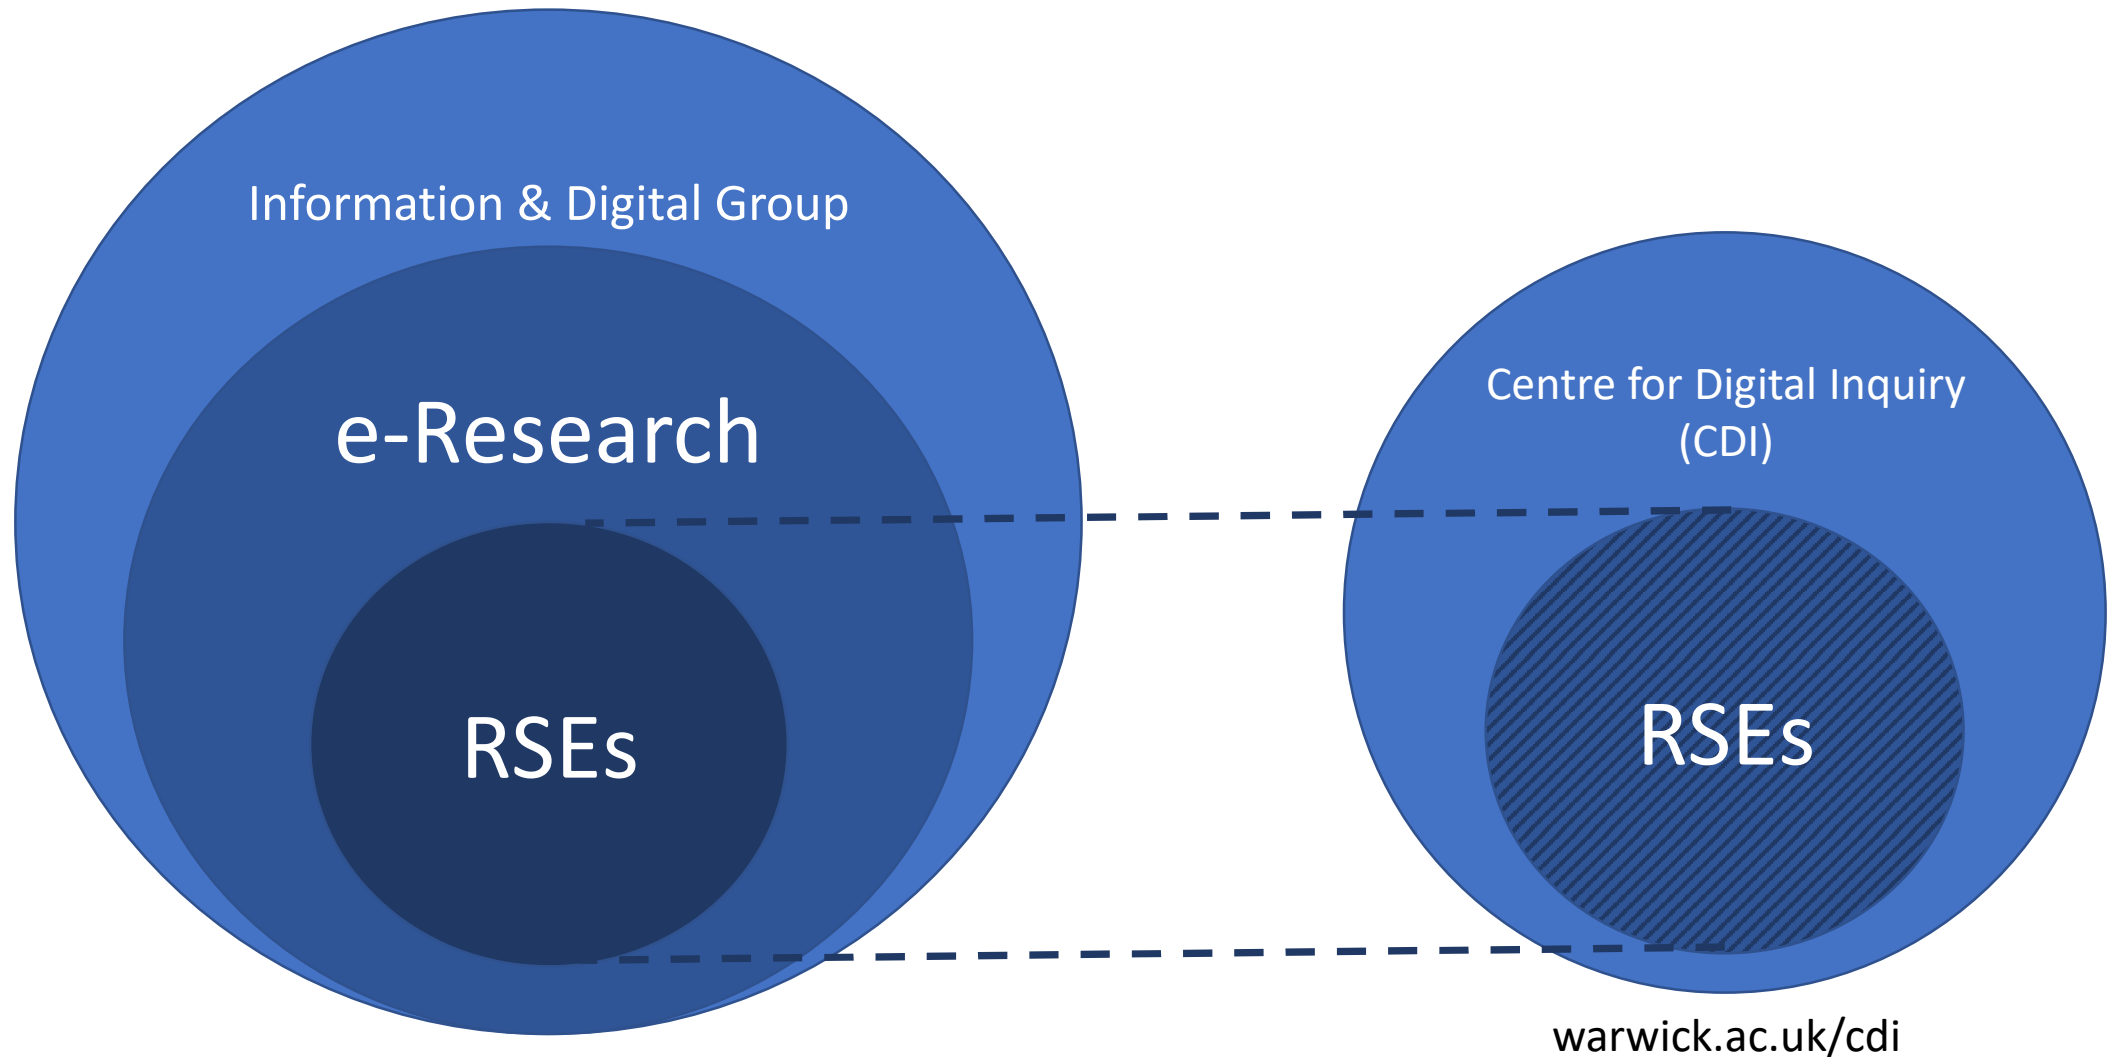 Information & Digital Group
e-Research
RSEs
Centre for Digital Inquiry
(CDI)
RSEs
warwick.ac.uk/cdi